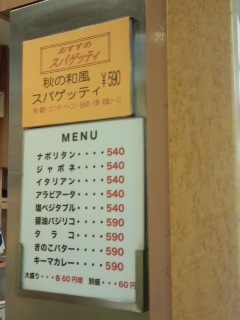 おすすめ
スパゲッティ
秋の和風
スパゲッティ ¥590
MENU
ナポリタン・・・・540
ジャポネ・・・・540
イタリアン・・・・540
アラビアータ・・・・540
塩ベジタブル・・・・540
醤油バジリコ・・・・590
タラコ・・・・590
きのこバター・・・・590
キーマカレー・・・・590
大盛り・・・各60円増 別盛・・・60円